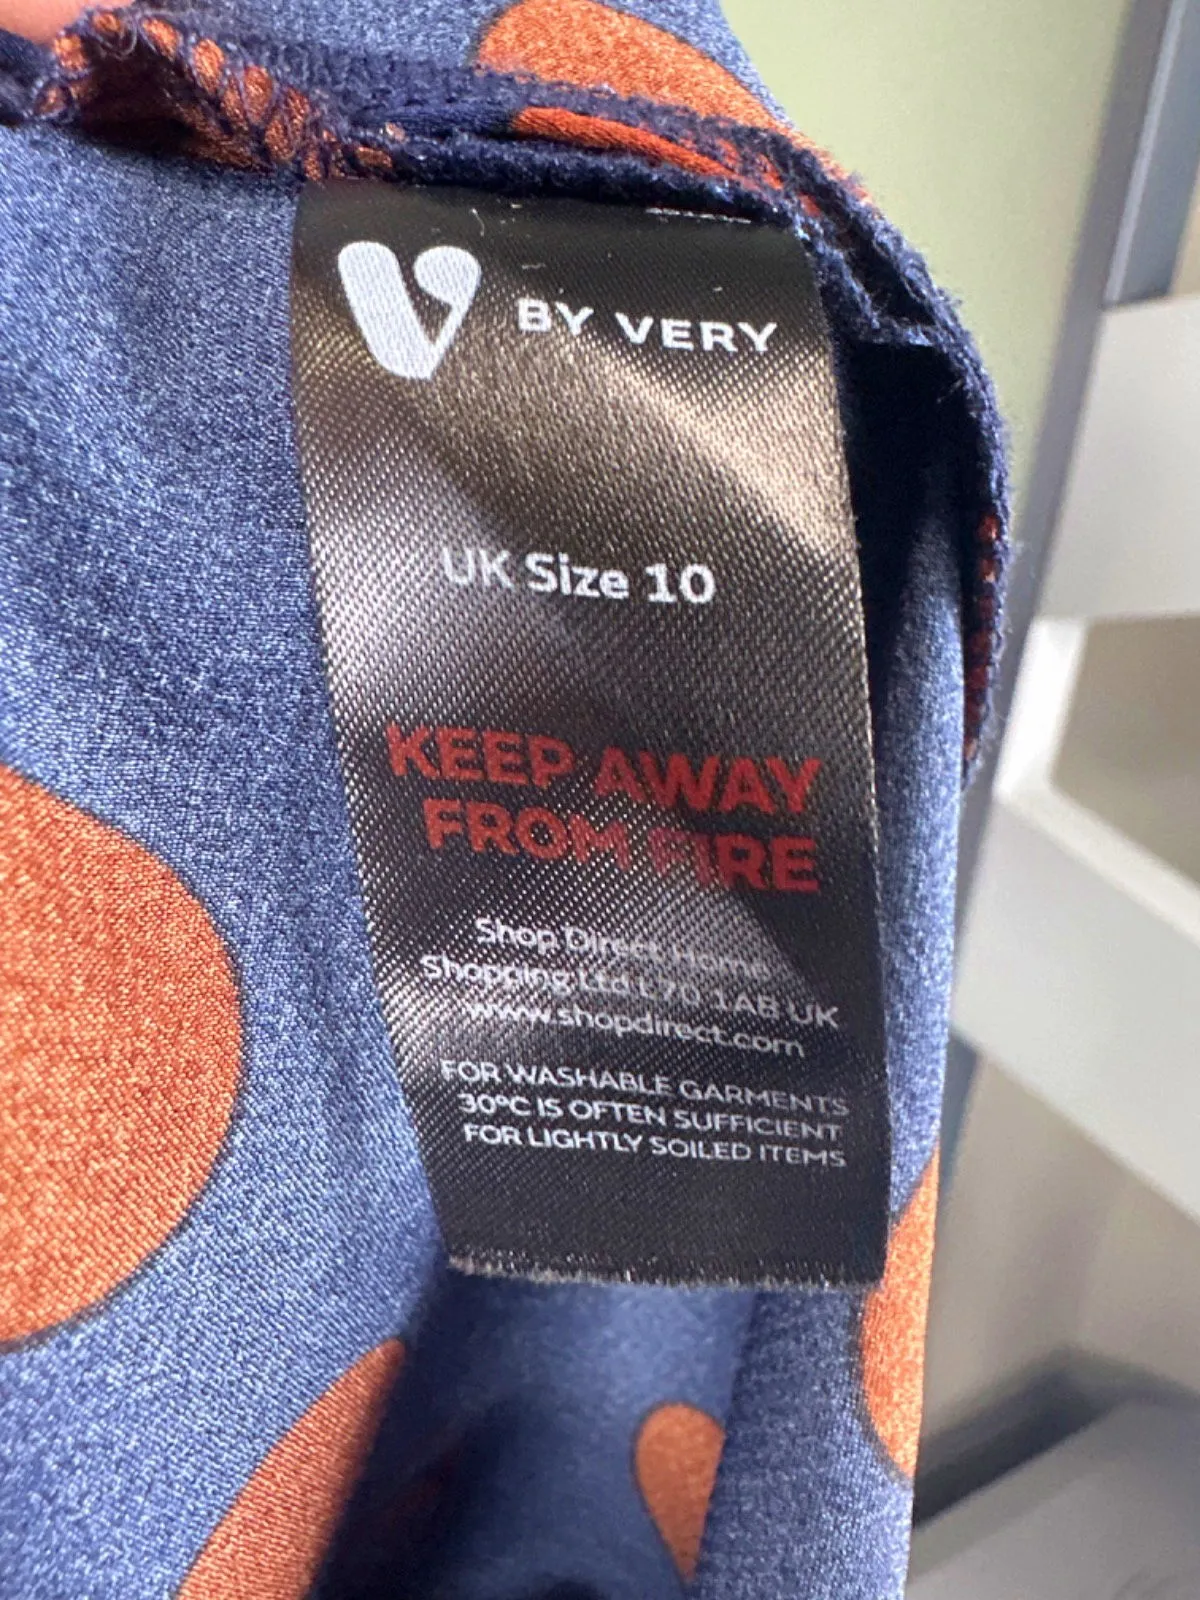 V BY VERY
UK Size 10
KEEP AWAY
FROM FIRE
Shop Direct Home
Shopping Ltd L70 1AB UK
www.shopdirect.com
FOR WASHABLE GARMENTS
30°C IS OFTEN SUFFICIENT
FOR LIGHTLY SOILED ITEMS